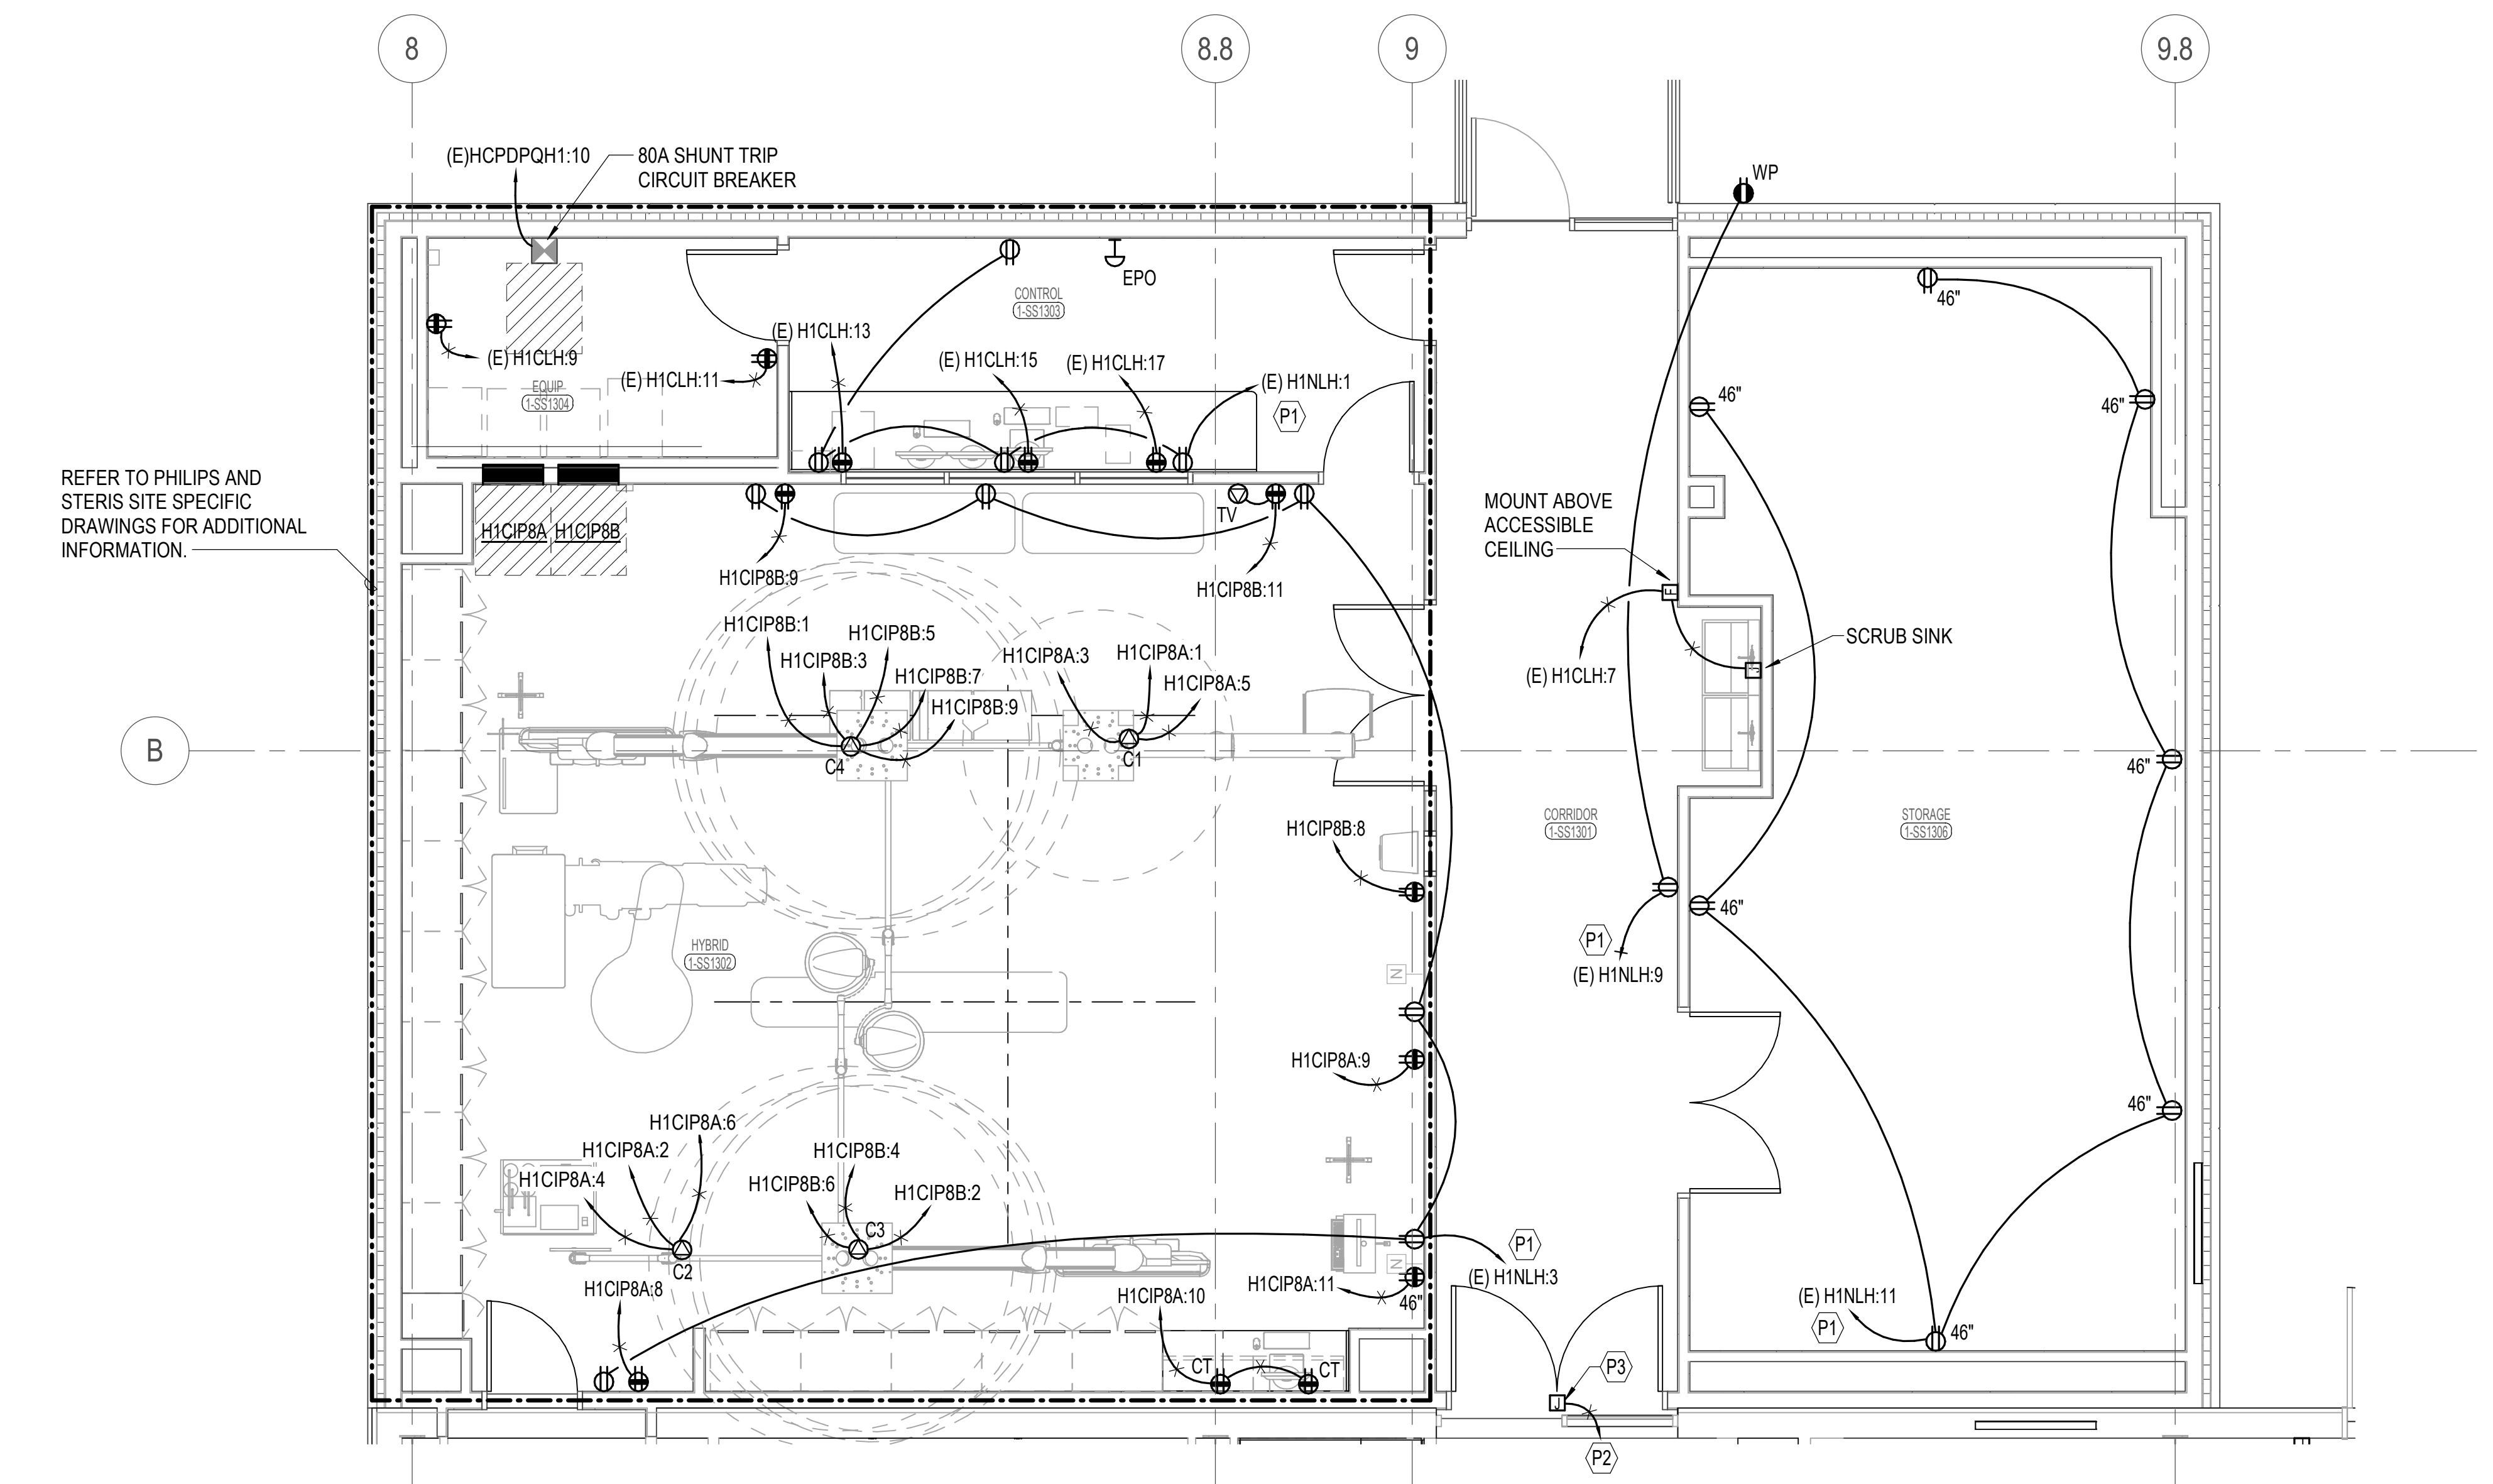 8
8.8
9
9.8
(E)HCPDPQH1:10
80A SHUNT TRIP
CIRCUIT BREAKER
WP
EPO
CONTROL
1-SS1303
46"
(E) H1CLH:13
(E) H1CLH:9
(E) H1CLH:11
(E) H1CLH:15
(E) H1CLH:17
(E) H1NLH:1
P1
EQUIP
1-SS1304
46"
46"
REFER TO PHILIPS AND
STERIS SITE SPECIFIC
DRAWINGS FOR ADDITIONAL
INFORMATION.
H1CIP8A
H1CIP8B
TV
MOUNT ABOVE
ACCESSIBLE
CEILING
H1CIP8B:9
H1CIP8B:11
F
H1CIP8B:1
H1CIP8B:5
H1CIP8B:3
H1CIP8B:7
H1CIP8B:9
H1CIP8A:3
H1CIP8A:1
H1CIP8A:5
SCRUB SINK
J
(E) H1CLH:7
B
C4
C1
46"
H1CIP8B:8
CORRIDOR
1-SS1301
STORAGE
1-SS1306
46"
P1
HYBRID
1-SS1302
N
(E) H1NLH:9
H1CIP8A:9
46"
H1CIP8A:6
H1CIP8A:2
H1CIP8A:4
H1CIP8B:4
H1CIP8B:6
H1CIP8B:2
C3
C2
P1
N
(E) H1NLH:3
H1CIP8A:8
H1CIP8A:10
H1CIP8A:11
46"
(E) H1NLH:11
P1
46"
CT
CT
P3
J
P2